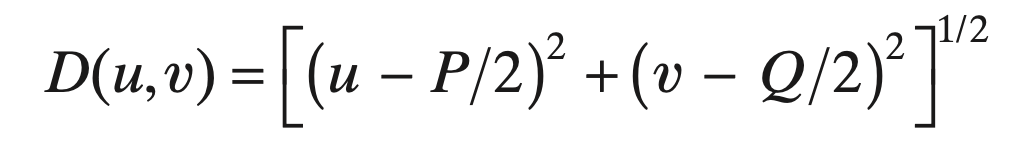 D(u,v) = [(u − P/2)² + (v − Q/2)²]^{1/2}